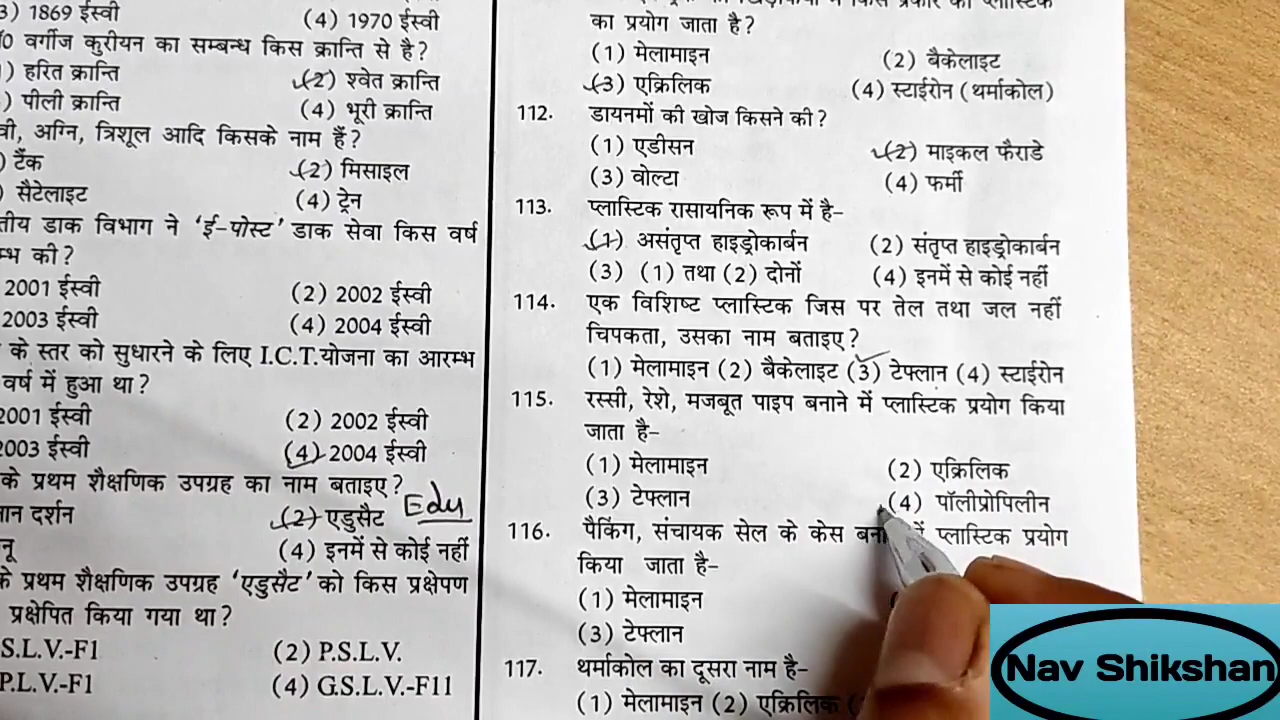 3) 1869 ईस्वी
(4) 1970 ईस्वी
वर्गीज कुरीयन का सम्बन्ध किस क्रान्ति से है?
) हरित क्रान्ति
(2) श्वेत क्रान्ति
) पीली क्रान्ति
(4) भूरी क्रान्ति
वी, अग्नि, त्रिशूल आदि किसके नाम हैं?
) टैंक
(2) मिसाइल
) सैटेलाइट
(4) ट्रेन
तीय डाक विभाग ने 'ई-पोस्ट' डाक सेवा किस वर्ष
म्भ की?
2001 ईस्वी
(2) 2002 ईस्वी
2003 ईस्वी
(4) 2004 ईस्वी
के स्तर को सुधारने के लिए I.C.T.योजना का आरम्भ
वर्ष में हुआ था?
2001 ईस्वी
(2) 2002 ईस्वी
2003 ईस्वी
(4) 2004 ईस्वी
के प्रथम शैक्षणिक उपग्रह का नाम बताइए?
ान दर्शन
(2) एडुसैट
Edu
नू
(4) इनमें से कोई नहीं
के प्रथम शैक्षणिक उपग्रह 'एडुसैट' को किस प्रक्षेपण
प्रक्षेपित किया गया था?
S.L.V.-F1
(2) P.S.L.V.
P.L.V.-F1
(4) G.S.L.V.-F11
का प्रयोग जाता है?
(1) मेलामाइन
(2) बैकेलाइट
(3) एक्रिलिक
(4) स्टाईरोन (थर्माकोल)
112. डायनमों की खोज किसने की?
(1) एडीसन
(2) माइकल फैराडे
(3) वोल्टा
(4) फर्मी
113. प्लास्टिक रासायनिक रूप में है-
(1) असंतृप्त हाइड्रोकार्बन
(2) संतृप्त हाइड्रोकार्बन
(3) (1) तथा (2) दोनों
(4) इनमें से कोई नहीं
114. एक विशिष्ट प्लास्टिक जिस पर तेल तथा जल नहीं
चिपकता, उसका नाम बताइए?
(1) मेलामाइन (2) बैकेलाइट (3) टेफ्लान (4) स्टाईरोन
115. रस्सी, रेशे, मजबूत पाइप बनाने में प्लास्टिक प्रयोग किया
जाता है-
(1) मेलामाइन
(2) एक्रिलिक
(3) टेफ्लान
(4) पॉलीप्रोपिलीन
116. पैकिंग, संचायक सेल के केस में प्लास्टिक प्रयोग
किया जाता है-
(1) मेलामाइन
(3) टेफ्लान
117. थर्माकोल का दूसरा नाम है-
(1) मेलामाइन (2) एक्रिलिक
Nav Shikshan